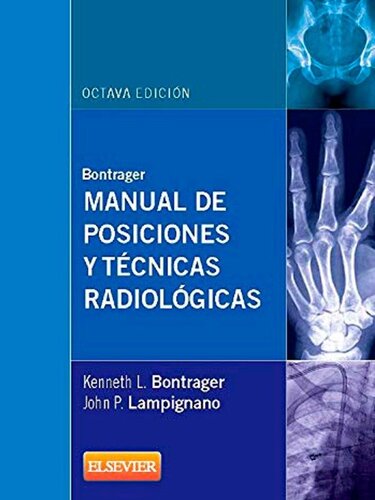 OCTAVA EDICIÓN
Bontrager
MANUAL DE
POSICIONES
Y TÉCNICAS
RADIOLÓGICAS
Kenneth L. Bontrager
John P. Lampignano
ELSEVIER